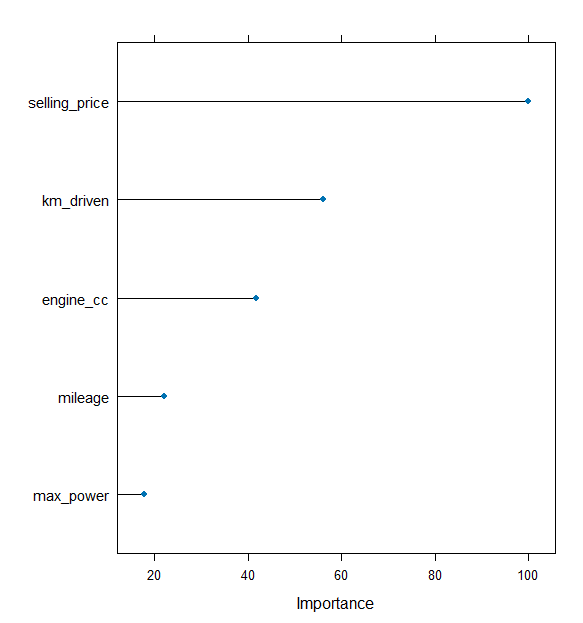 selling_price
km_driven
engine_cc
mileage
max_power
20 40 60 80 100
Importance